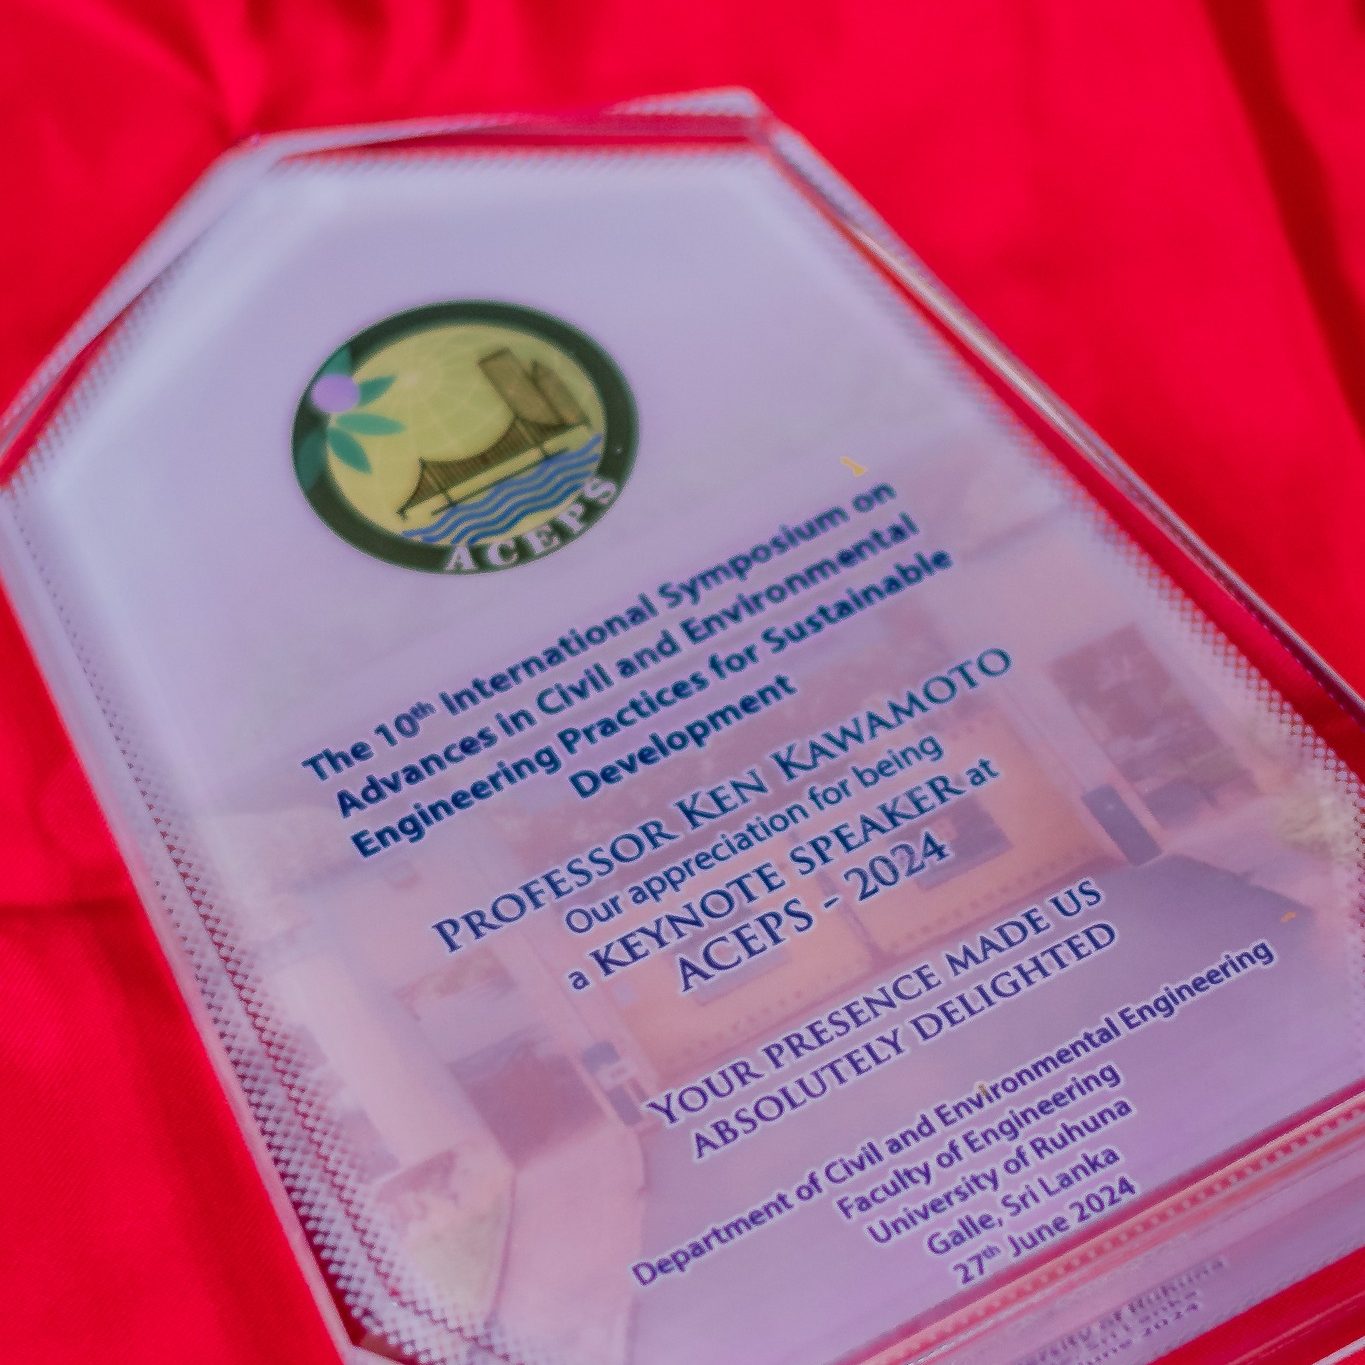 ACEPS
The 10th International Symposium on
Advances in Civil and Environmental
Engineering Practices for Sustainable
Development
PROFESSOR KEN KAWAMOTO
Our appreciation for being
a KEYNOTE SPEAKER at
ACEPS - 2024
YOUR PRESENCE MADE US
ABSOLUTELY DELIGHTED
Department of Civil and Environmental Engineering
Faculty of Engineering
University of Ruhuna
Galle, Sri Lanka
27th June 2024